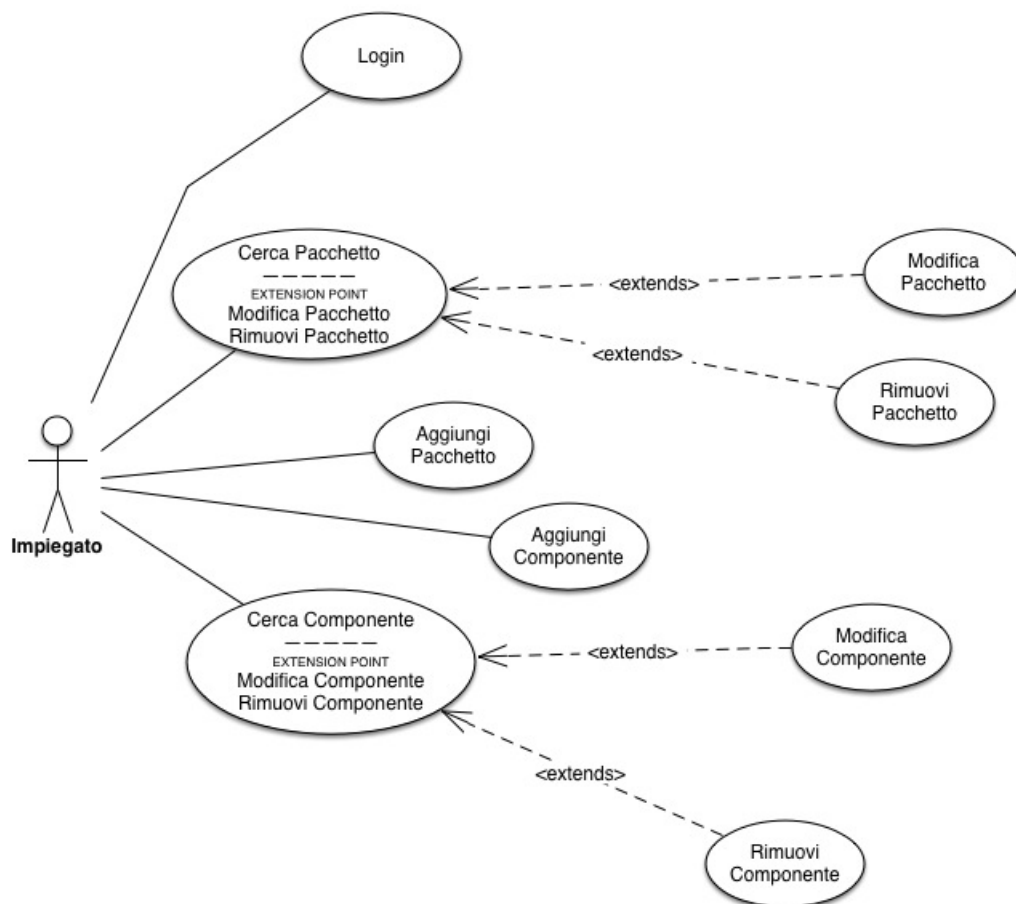 Login
Cerca Pacchetto
EXTENSION POINT
Modifica Pacchetto
Rimuovi Pacchetto
<extends>
Modifica
Pacchetto
<extends>
Rimuovi
Pacchetto
Aggiungi
Pacchetto
Aggiungi
Componente
Impiegato
Cerca Componente
EXTENSION POINT
Modifica Componente
Rimuovi Componente
<extends>
Modifica
Componente
<extends>
Rimuovi
Componente